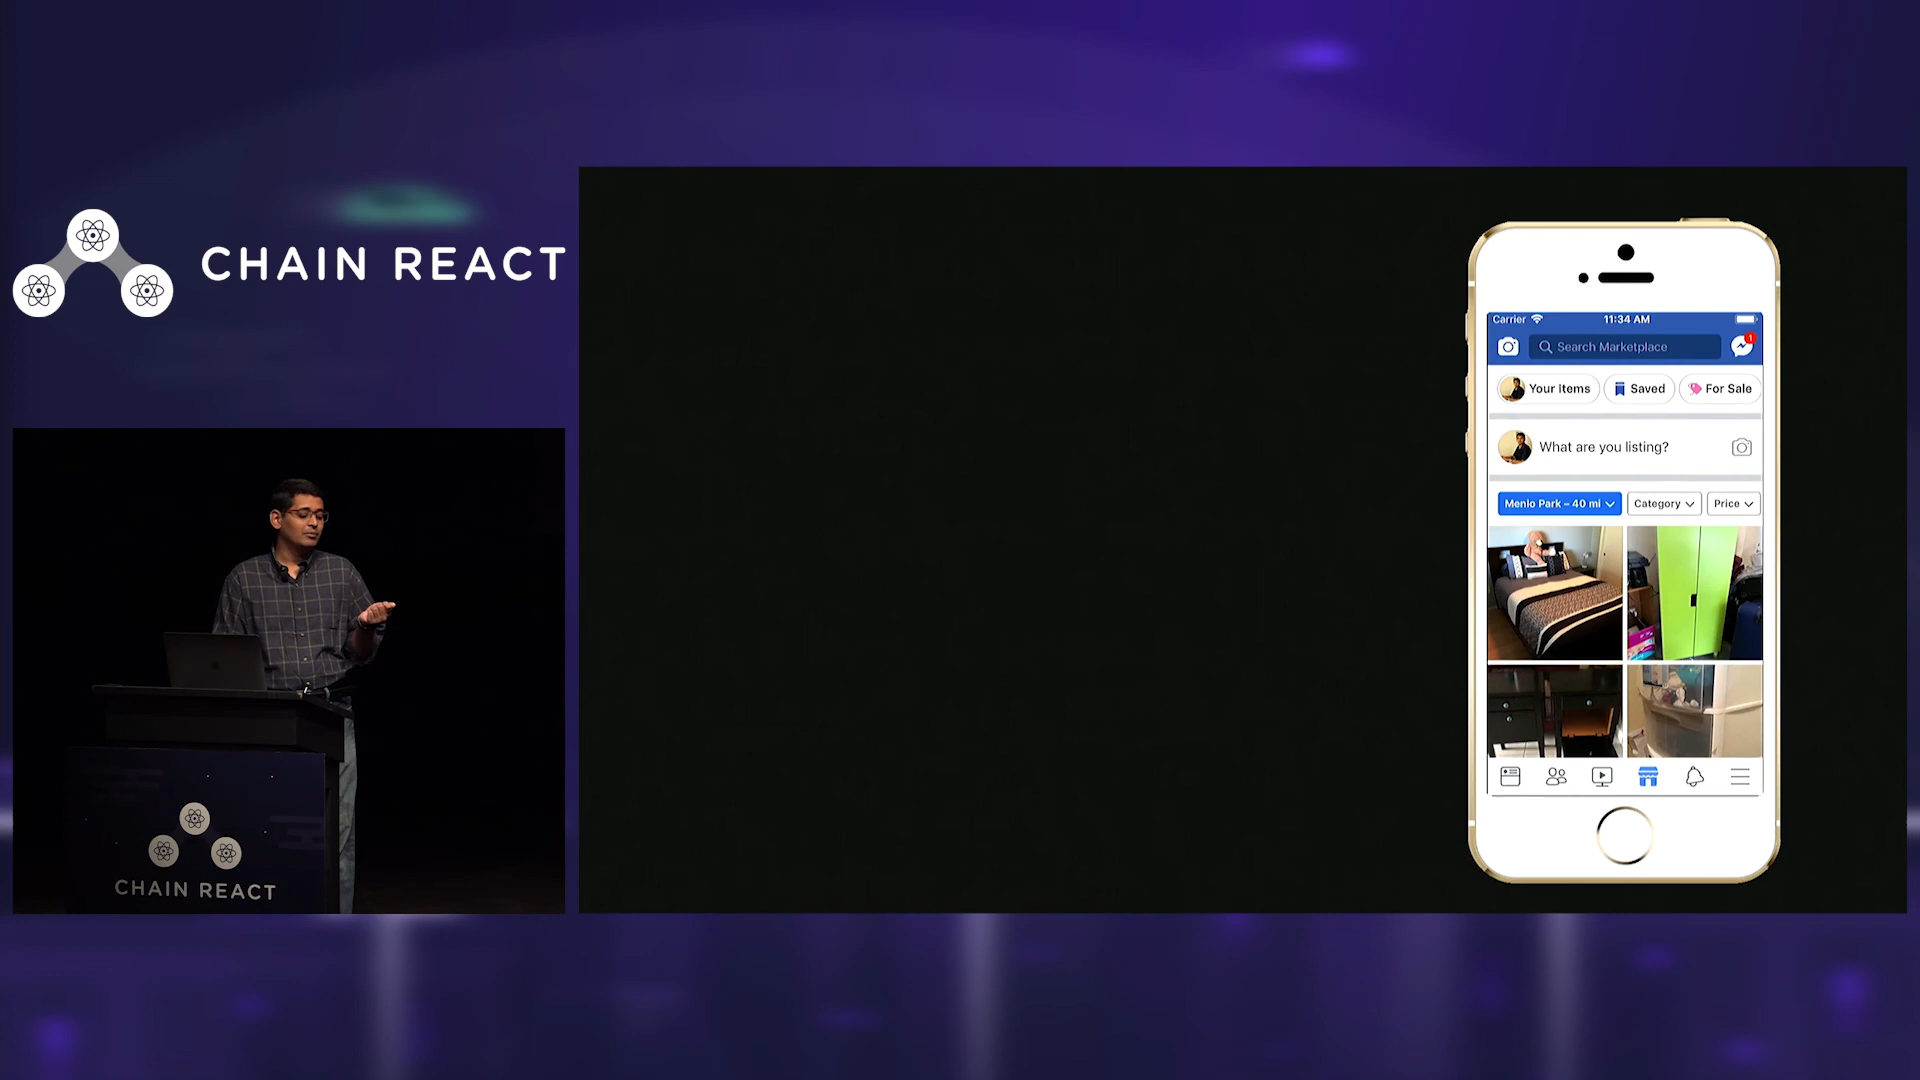 CHAIN REACT
Carrier 11:34 AM
Search Marketplace 1
Your Items Saved For Sale
What are you listing?
Menlo Park – 40 mi Category Price
CHAIN REACT